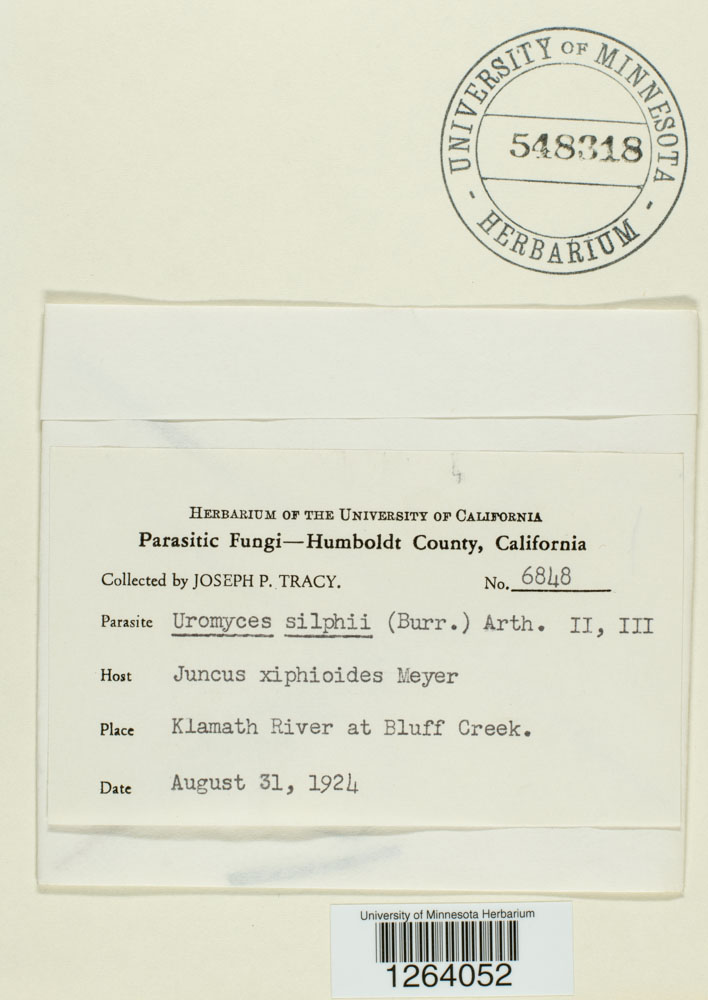 UNIVERSITY OF MINNESOTA
548318
- HERBARIUM -
4
HERBARIUM OF THE UNIVERSITY OF CALIFORNIA
Parasitic Fungi—Humboldt County, California
Collected by JOSEPH P. TRACY. No. 6848
Parasite Uromyces silphii (Burr.) Arth. II, III
Host Juncus xiphioides Meyer
Place Klamath River at Bluff Creek.
Date August 31, 1924
University of Minnesota Herbarium
1264052